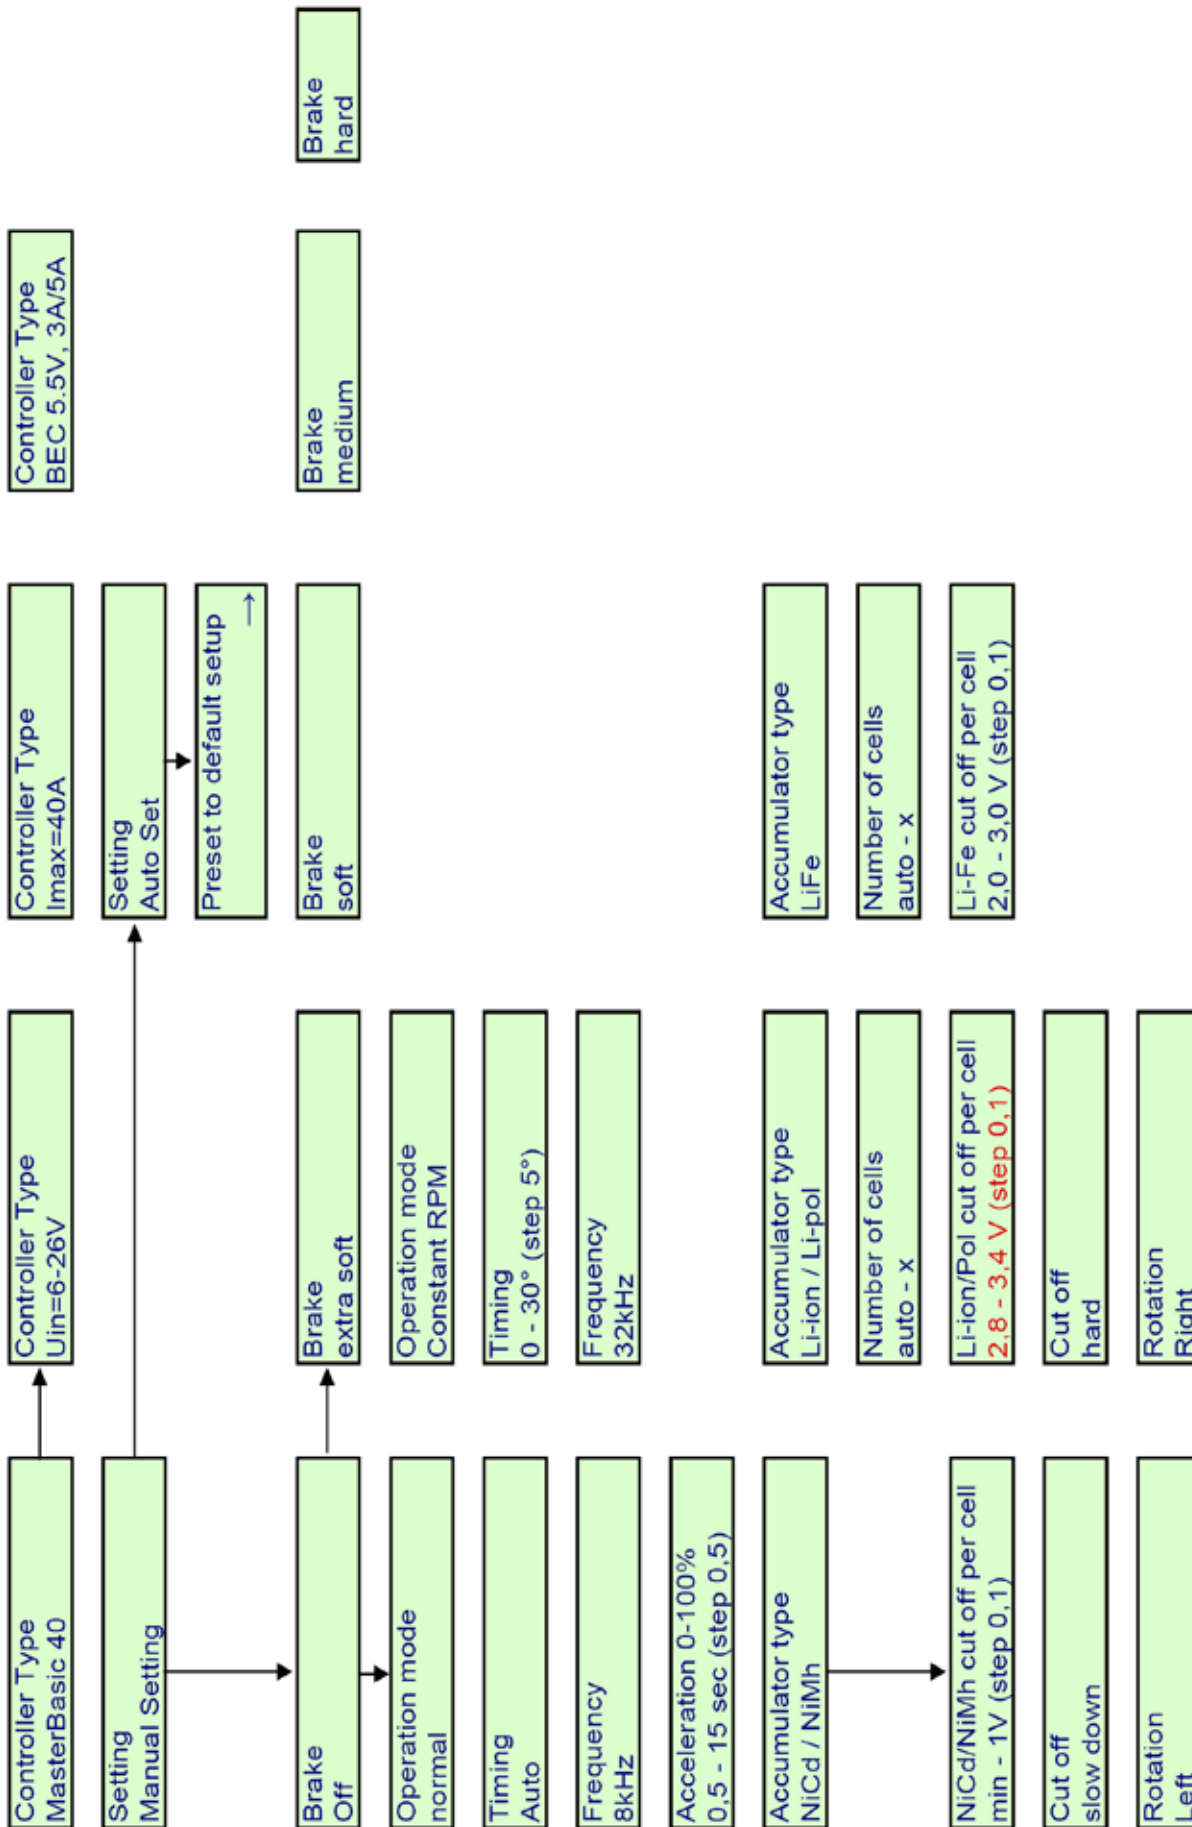 Controller Type
MasterBasic 40
Controller Type
Uin=6-26V
Controller Type
Imax=40A
Controller Type
BEC 5.5V, 3A/5A
Setting
Manual Setting
Setting
Auto Set
Preset to default setup
→
Brake
Off
Brake
extra soft
Brake
soft
Brake
medium
Brake
hard
Operation mode
normal
Operation mode
Constant RPM
Timing
Auto
Timing
0 - 30° (step 5°)
Frequency
8kHz
Frequency
32kHz
Acceleration 0-100%
0,5 - 15 sec (step 0,5)
Accumulator type
NiCd / NiMh
Accumulator type
Li-ion / Li-pol
Accumulator type
LiFe
Number of cells
auto - x
Number of cells
auto - x
NiCd/NiMh cut off per cell
min - 1V (step 0,1)
Li-ion/Pol cut off per cell
2,8 - 3,4 V (step 0,1)
Li-Fe cut off per cell
2,0 - 3,0 V (step 0,1)
Cut off
slow down
Cut off
hard
Rotation
Left
Rotation
Right